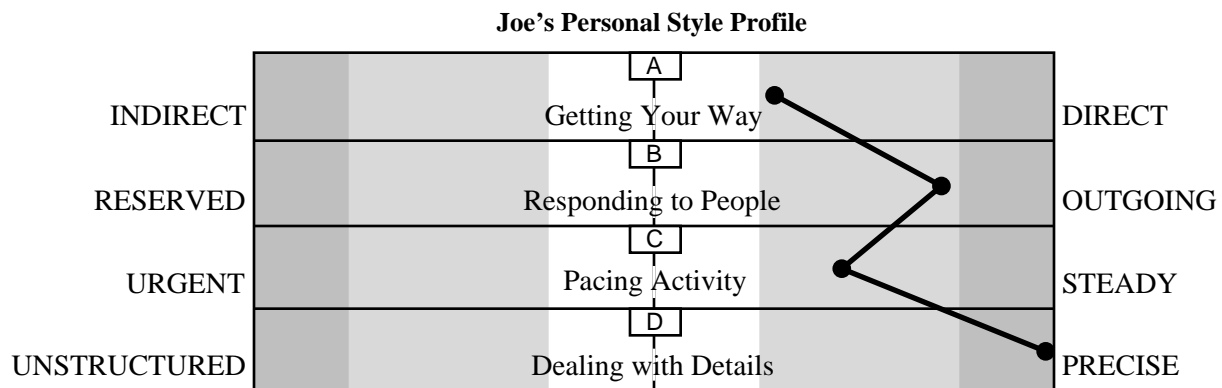 Joe's Personal Style Profile
A
INDIRECT Getting Your Way DIRECT
B
RESERVED Responding to People OUTGOING
C
URGENT Pacing Activity STEADY
D
UNSTRUCTURED Dealing with Details PRECISE